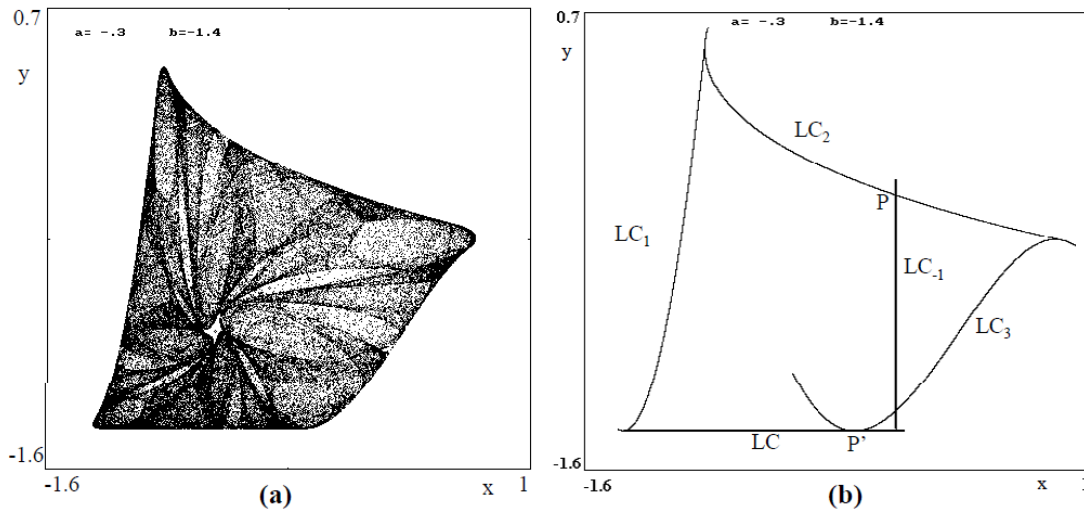 0.7
a= -.3 b=-1.4
y
-1.6
-1.6 (a) x 1
0.7
a= -.3 b=-1.4
y
LC2
P
LC1
LC-1
LC3
LC P'
-1.6
-1.6 (b) x 1